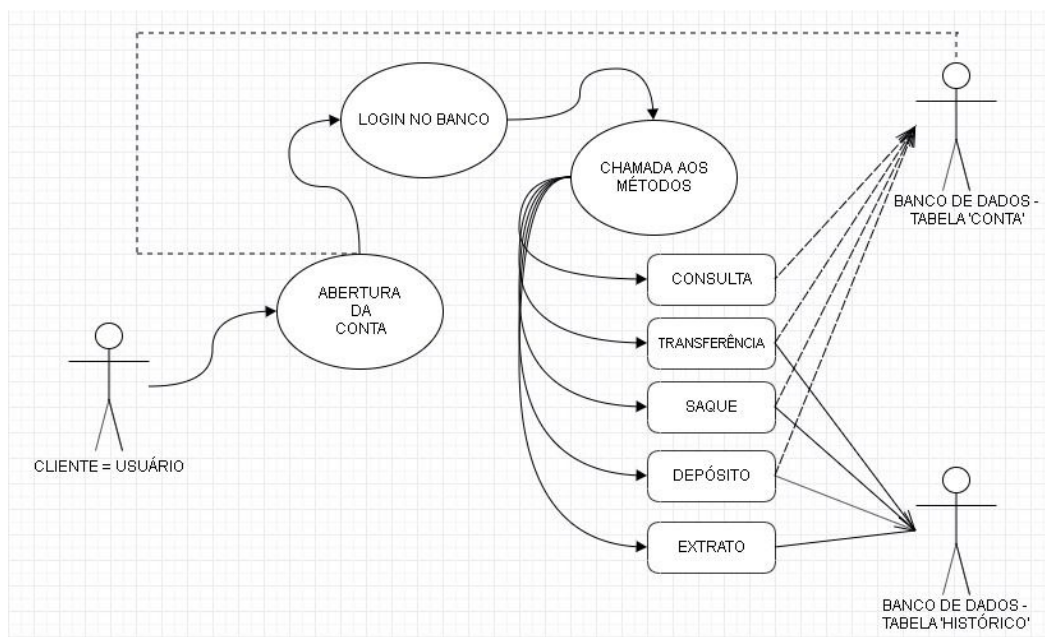 LOGIN NO BANCO
CHAMADA AOS
MÉTODOS
BANCO DE DADOS -
TABELA 'CONTA'
ABERTURA
DA
CONTA
CONSULTA
TRANSFERÊNCIA
SAQUE
CLIENTE = USUÁRIO
DEPÓSITO
EXTRATO
BANCO DE DADOS -
TABELA 'HISTÓRICO'